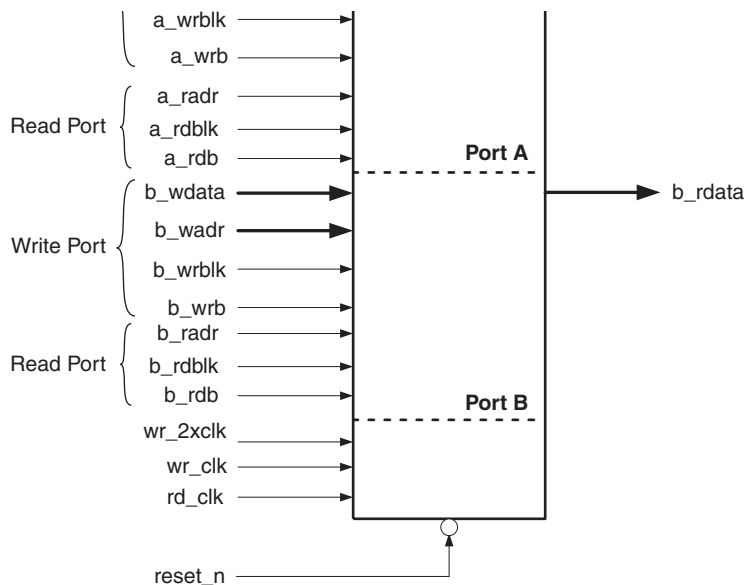 a_wrblk
a_wrb
a_radr
Read Port
a_rdblk
a_rdb
Port A
b_wdata
b_rdata
b_wadr
Write Port
b_wrblk
b_wrb
b_radr
Read Port
b_rdblk
b_rdb
Port B
wr_2xclk
wr_clk
rd_clk
reset_n